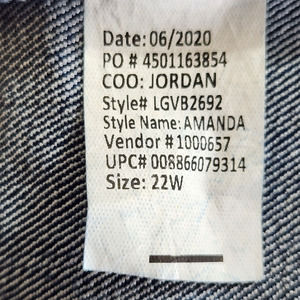 Date: 06/2020
PO # 4501163854
COO: JORDAN
Style# LGVB2692
Style Name: AMANDA
Vendor #1000657
UPC# 008866079314
Size: 22W